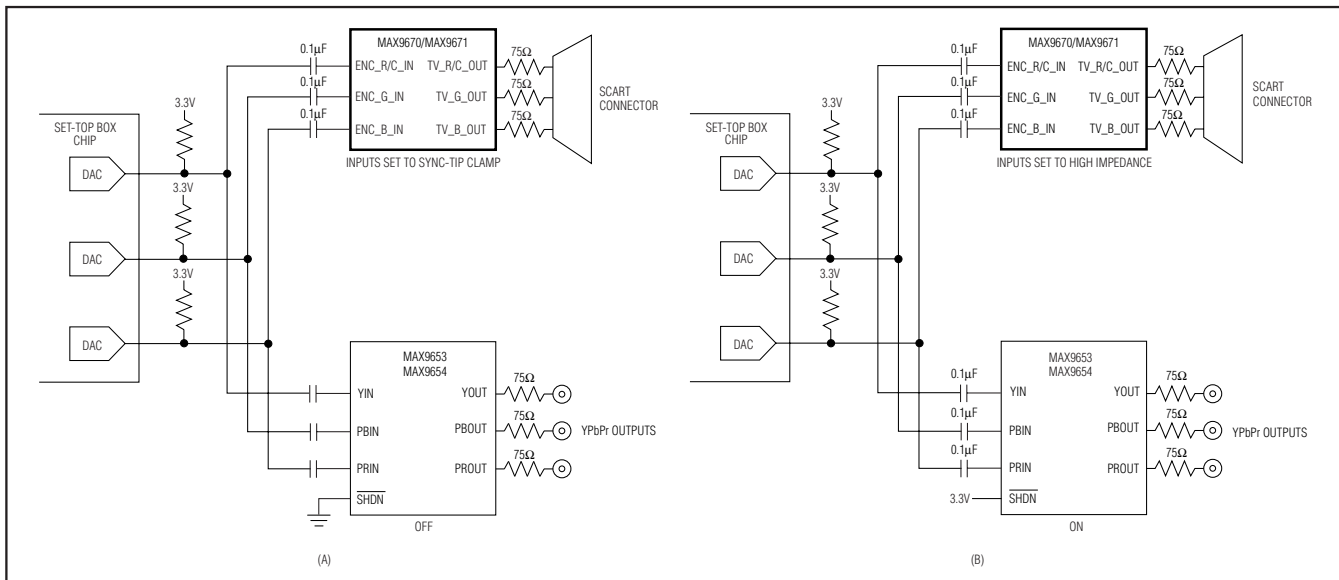 MAX9670/MAX9671
0.1µF
ENC_R/C_IN TV_R/C_OUT
75Ω
0.1µF
ENC_G_IN TV_G_OUT
75Ω
0.1µF
ENC_B_IN TV_B_OUT
75Ω
SCART
CONNECTOR
INPUTS SET TO SYNC-TIP CLAMP
SET-TOP BOX
CHIP
3.3V
DAC
3.3V
DAC
3.3V
DAC
MAX9653
MAX9654
YIN YOUT
75Ω
PBIN PBOUT
75Ω
YPbPr OUTPUTS
PRIN PROUT
75Ω
SHDN
OFF
(A)
MAX9670/MAX9671
0.1µF
ENC_R/C_IN TV_R/C_OUT
75Ω
0.1µF
ENC_G_IN TV_G_OUT
75Ω
0.1µF
ENC_B_IN TV_B_OUT
75Ω
SCART
CONNECTOR
INPUTS SET TO HIGH IMPEDANCE
SET-TOP BOX
CHIP
3.3V
DAC
3.3V
DAC
3.3V
DAC
MAX9653
MAX9654
0.1µF
YIN YOUT
75Ω
0.1µF
PBIN PBOUT
75Ω
YPbPr OUTPUTS
0.1µF
PRIN PROUT
75Ω
3.3V
SHDN
ON
(B)